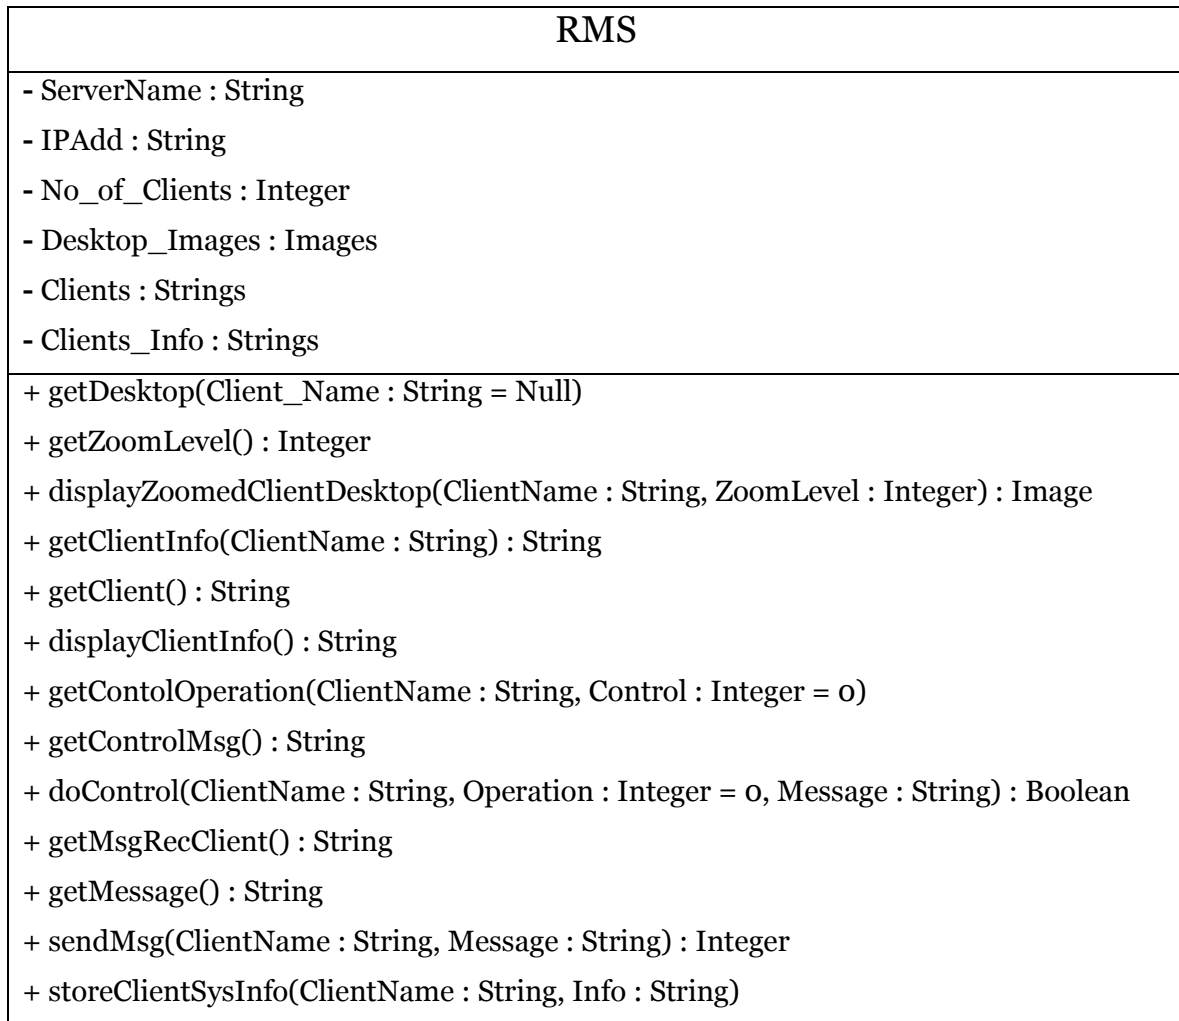 RMS
- ServerName : String
- IPAdd : String
- No_of_Clients : Integer
- Desktop_Images : Images
- Clients : Strings
- Clients_Info : Strings
+ getDesktop(Client_Name : String = Null)
+ getZoomLevel() : Integer
+ displayZoomedClientDesktop(ClientName : String, ZoomLevel : Integer) : Image
+ getClientInfo(ClientName : String) : String
+ getClient() : String
+ displayClientInfo() : String
+ getContolOperation(ClientName : String, Control : Integer = 0)
+ getControlMsg() : String
+ doControl(ClientName : String, Operation : Integer = 0, Message : String) : Boolean
+ getMsgRecClient() : String
+ getMessage() : String
+ sendMsg(ClientName : String, Message : String) : Integer
+ storeClientSysInfo(ClientName : String, Info : String)